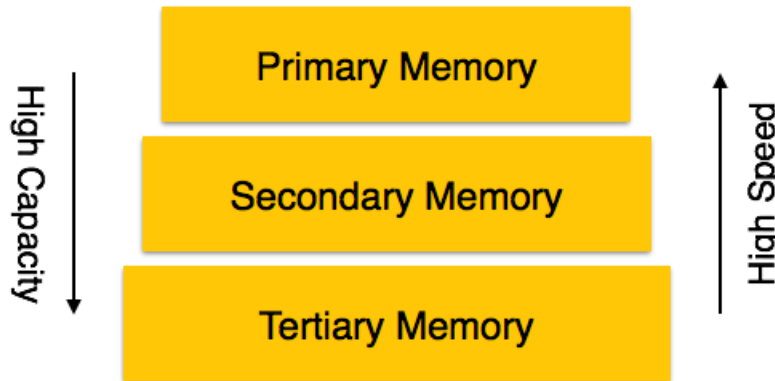 Primary Memory
High Capacity
Secondary Memory
High Speed
Tertiary Memory